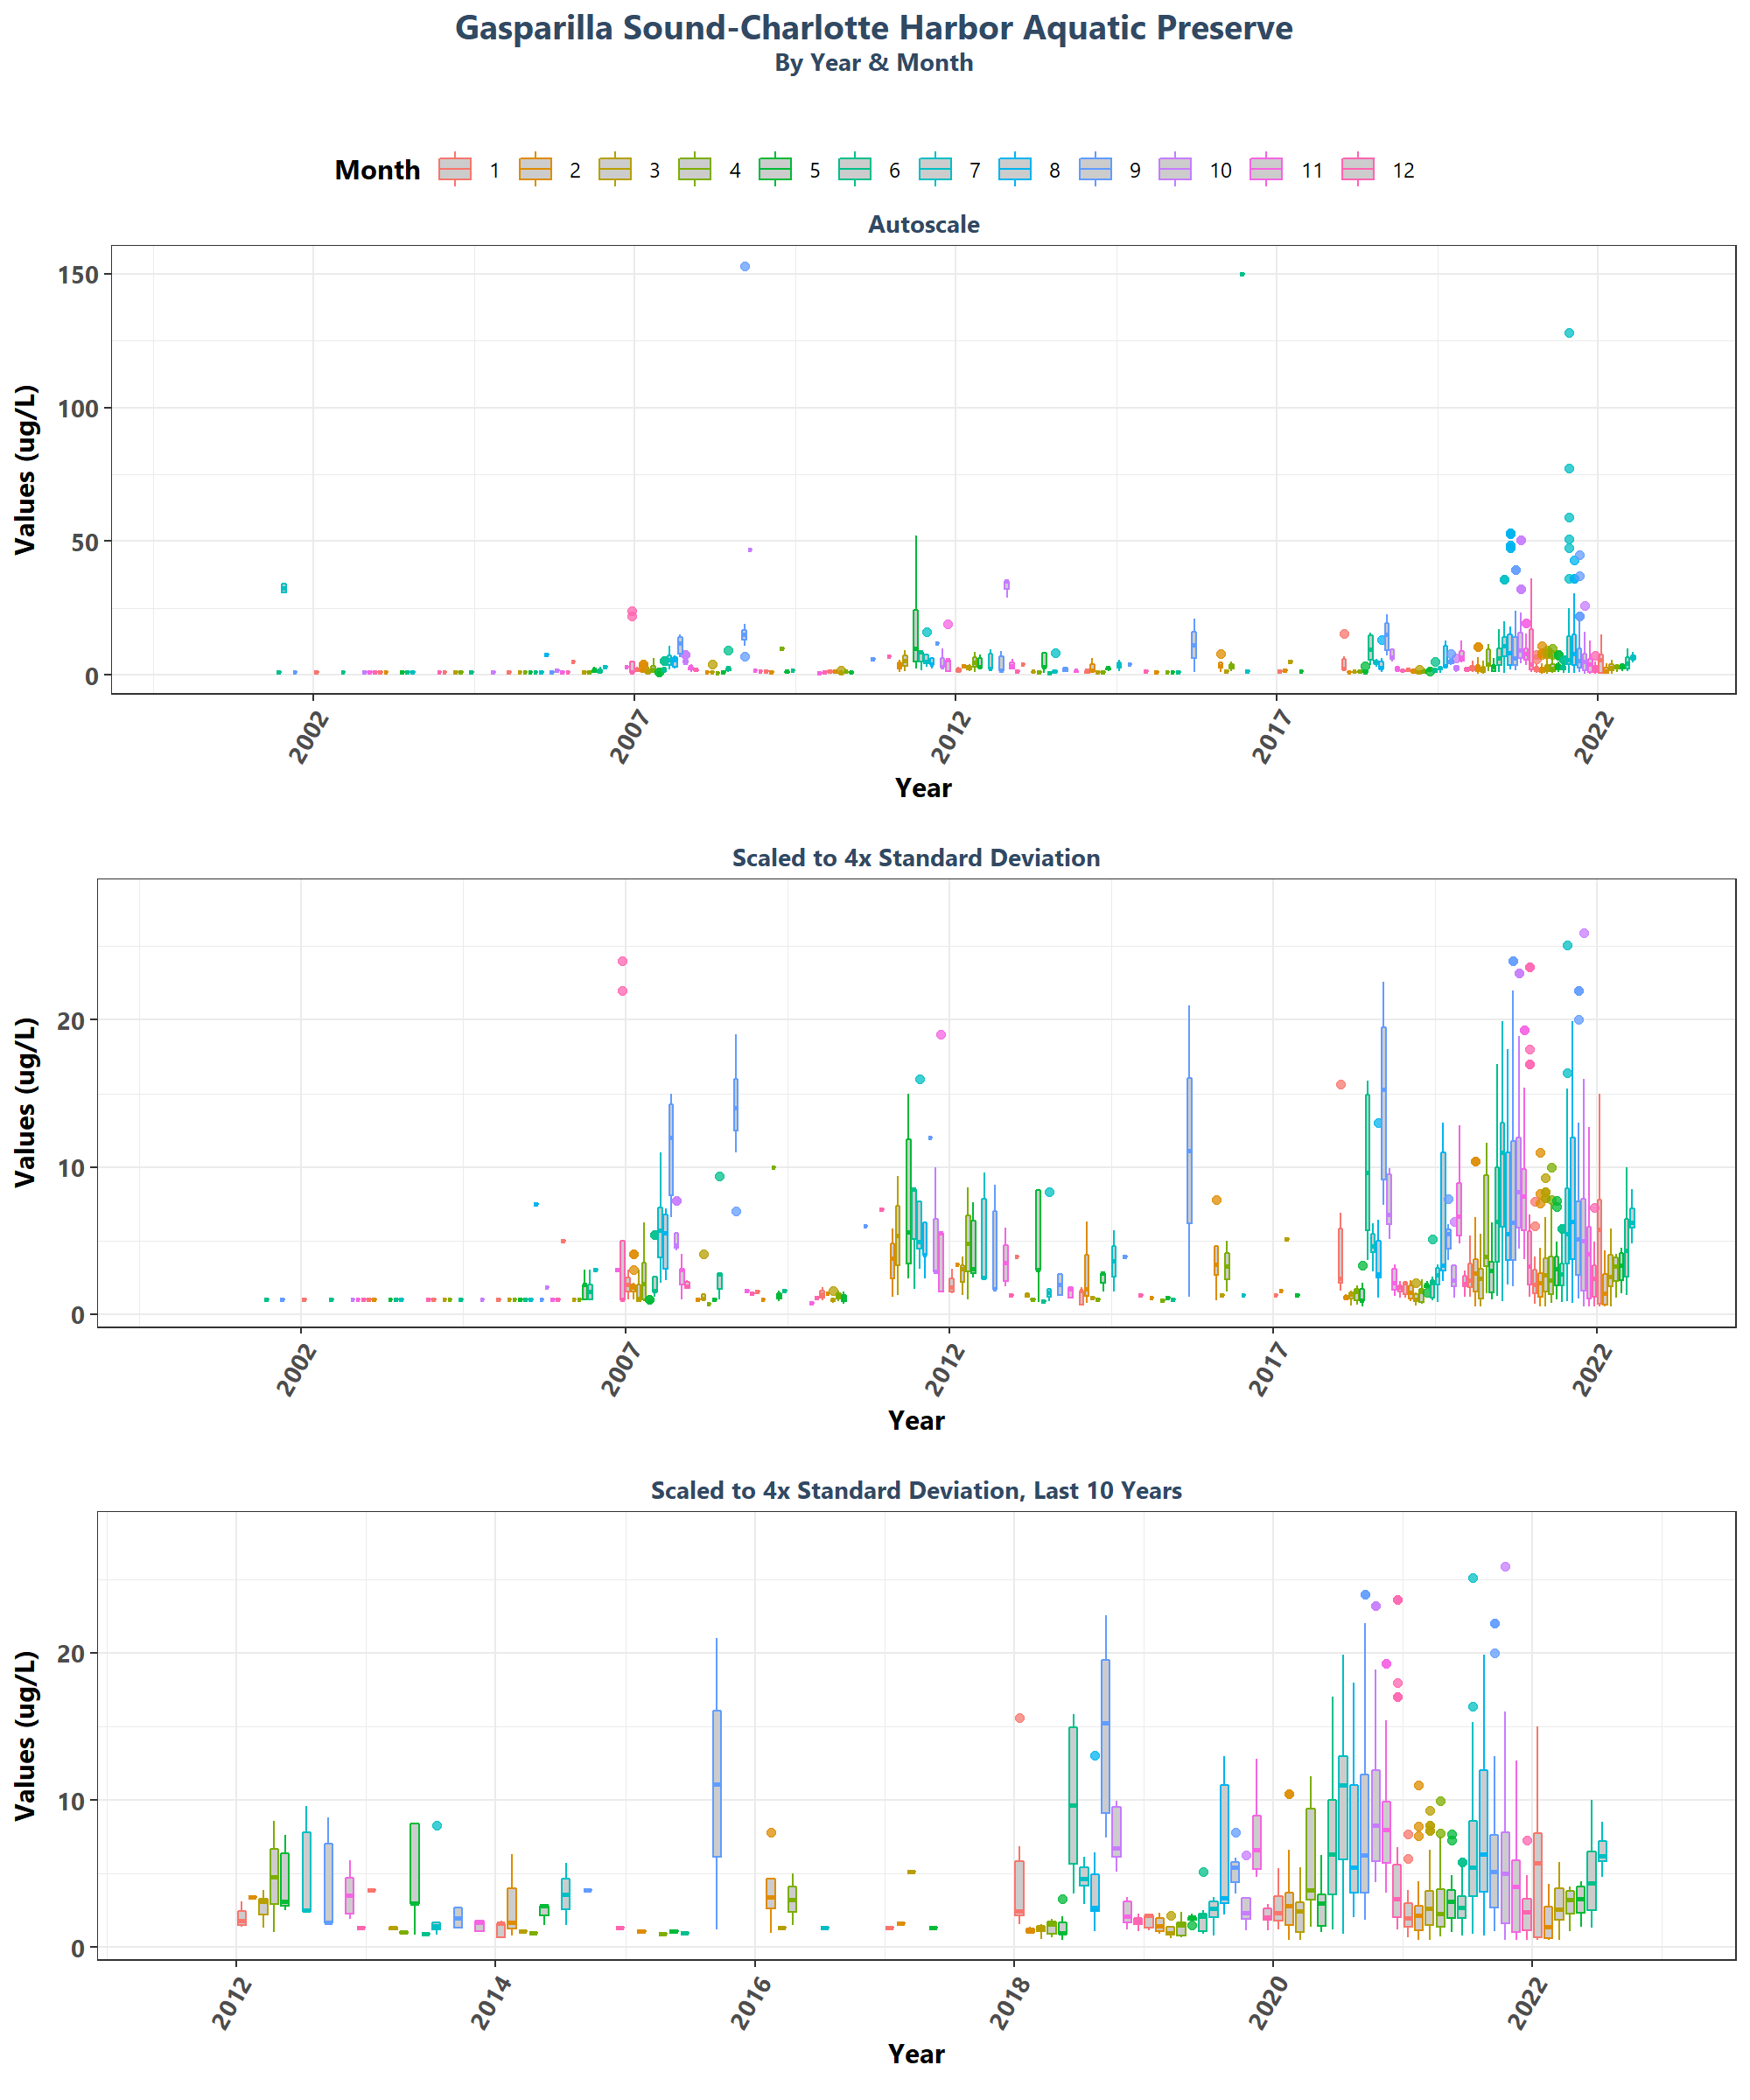 Gasparilla Sound-Charlotte Harbor Aquatic Preserve
By Year & Month
Month 1 2 3 4 5 6 7 8 9 10 11 12
Autoscale
Values (ug/L)
150
100
50
0
2002 2007 2012 2017 2022
Year
Scaled to 4x Standard Deviation
Values (ug/L)
20
10
0
2002 2007 2012 2017 2022
Year
Scaled to 4x Standard Deviation, Last 10 Years
Values (ug/L)
20
10
0
2012 2014 2016 2018 2020 2022
Year